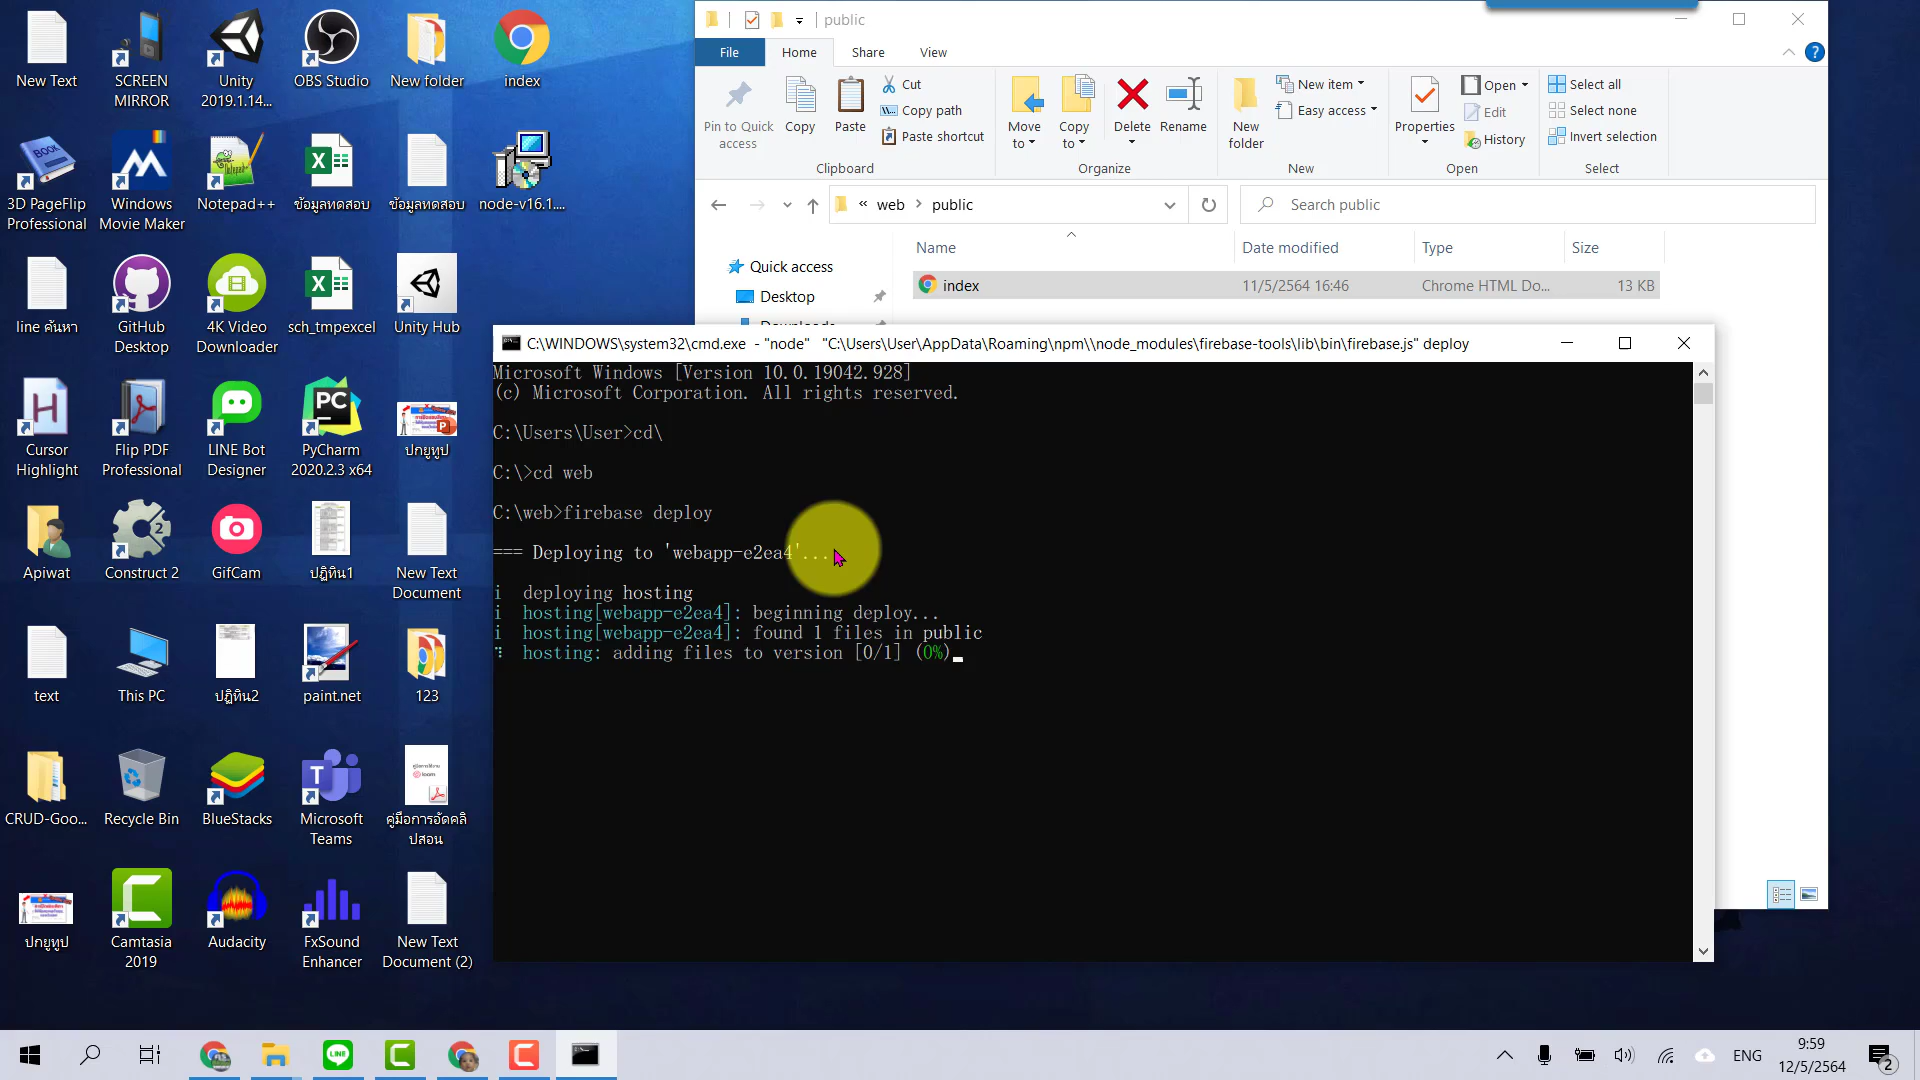 New Text
SCREEN
MIRROR
Unity
2019.1.14...
OBS Studio
New folder
index
3D PageFlip
Professional
Windows
Movie Maker
Notepad++
ข้อมูลทดสอบ
ข้อมูลทดสอบ
node-v16.1....
line ค้นหา
GitHub
Desktop
4K Video
Downloader
sch_tmpexcel
Unity Hub
Cursor
Highlight
Flip PDF
Professional
LINE Bot
Designer
PyCharm
2020.2.3 x64
ปกยูทูป
Apiwat
Construct 2
GifCam
ปฏิทิน1
New Text
Document
text
This PC
ปฏิทิน2
paint.net
123
CRUD-Goo...
Recycle Bin
BlueStacks
Microsoft
Teams
คู่มือการอัดคลิ
ปสอน
ปกยูทูป
Camtasia
2019
Audacity
FxSound
Enhancer
New Text
Document (2)
public
File
Home
Share
View
Pin to Quick
access
Copy
Paste
Cut
Copy path
Paste shortcut
Clipboard
Move
to
Copy
to
Delete
Rename
Organize
New
folder
New item
Easy access
New
Properties
Open
Edit
History
Open
Select all
Select none
Invert selection
Select
« web > public
Search public
Name
Date modified
Type
Size
Quick access
Desktop
index
11/5/2564 16:46
Chrome HTML Do...
13 KB
C:\WINDOWS\system32\cmd.exe - "node" "C:\Users\User\AppData\Roaming\npm\\node_modules\firebase-tools\lib\bin\firebase.js" deploy
Microsoft Windows [Version 10.0.19042.928]
(c) Microsoft Corporation. All rights reserved.
C:\Users\User>cd\
C:\>cd web
C:\web>firebase deploy
=== Deploying to 'webapp-e2ea4'...
i  deploying hosting
i  hosting[webapp-e2ea4]: beginning deploy...
i  hosting[webapp-e2ea4]: found 1 files in public
hosting: adding files to version [0/1] (0%)
ENG
9:59
12/5/2564
2